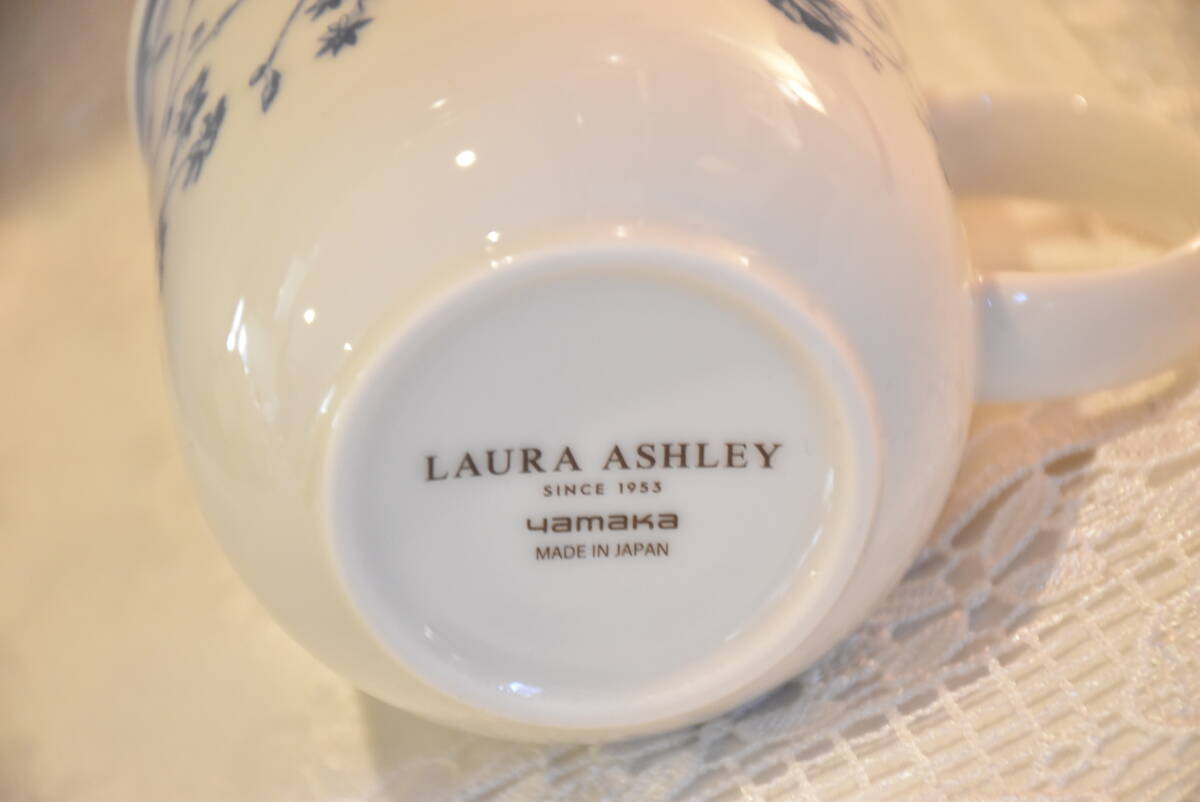 LAURA ASHLEY
SINCE 1953
yamaka
MADE IN JAPAN